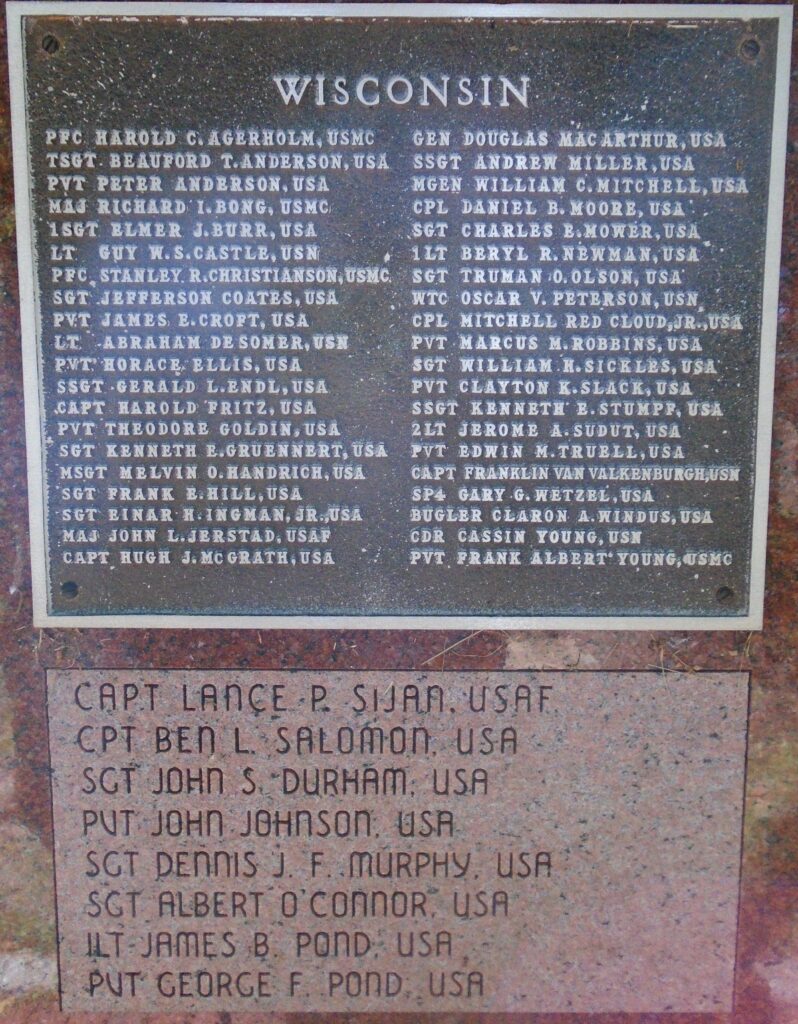 WISCONSIN
PFC HAROLD C. AGERHOLM, USMC
TSGT. BEAUFORD T. ANDERSON, USA
PVT PETER ANDERSON, USA
MAJ RICHARD I. BONG, USMC
1SGT ELMER J. BURR, USA
LT GUY W.S. CASTLE, USN
PFC STANLEY R. CHRISTIANSON, USMC
SGT JEFFERSON COATES, USA
PVT JAMES E. CROFT, USA
LT. ABRAHAM DE SOMER, USN
PVT HORACE ELLIS, USA
SSGT GERALD L. ENDL, USA
CAPT HAROLD FRITZ, USA
PVT THEODORE GOLDIN, USA
SGT KENNETH E. GRUENNERT, USA
MSGT MELVIN O. HANDRICH, USA
SGT FRANK E. HILL, USA
SGT EINAR H. INGMAN, JR., USA
MAJ JOHN L. JERSTAD, USAF
CAPT HUGH J. MCGRATH, USA
GEN DOUGLAS MACARTHUR, USA
SSGT ANDREW MILLER, USA
MGEN WILLIAM C. MITCHELL, USA
CPL DANIEL B. MOORE, USA
SGT CHARLES E. MOWER, USA
1LT BERYL R. NEWMAN, USA
SGT TRUMAN O. OLSON, USA
WTC OSCAR V. PETERSON, USN
CPL MITCHELL RED CLOUD, JR., USA
PVT MARCUS M. ROBBINS, USA
SGT WILLIAM H. SICKLES, USA
PVT CLAYTON K. SLACK, USA
SSGT KENNETH E. STUMPF, USA
2LT JEROME A. SUDUT, USA
PVT EDWIN M. TRUELL, USA
CAPT FRANKLIN VAN VALKENBURGH, USN
SP4 GARY G. WETZEL, USA
BUGLER CLARON A. WINDUS, USA
CDR CASSIN YOUNG, USN
PVT FRANK ALBERT YOUNG, USMC
CAPT LANCE P. SIJAN, USAF
CPT BEN L. SALOMON, USA
SGT JOHN S. DURHAM, USA
PVT JOHN JOHNSON, USA
SGT DENNIS J. F. MURPHY, USA
SGT ALBERT O'CONNOR, USA
1LT JAMES B. POND, USA
PVT GEORGE F. POND, USA